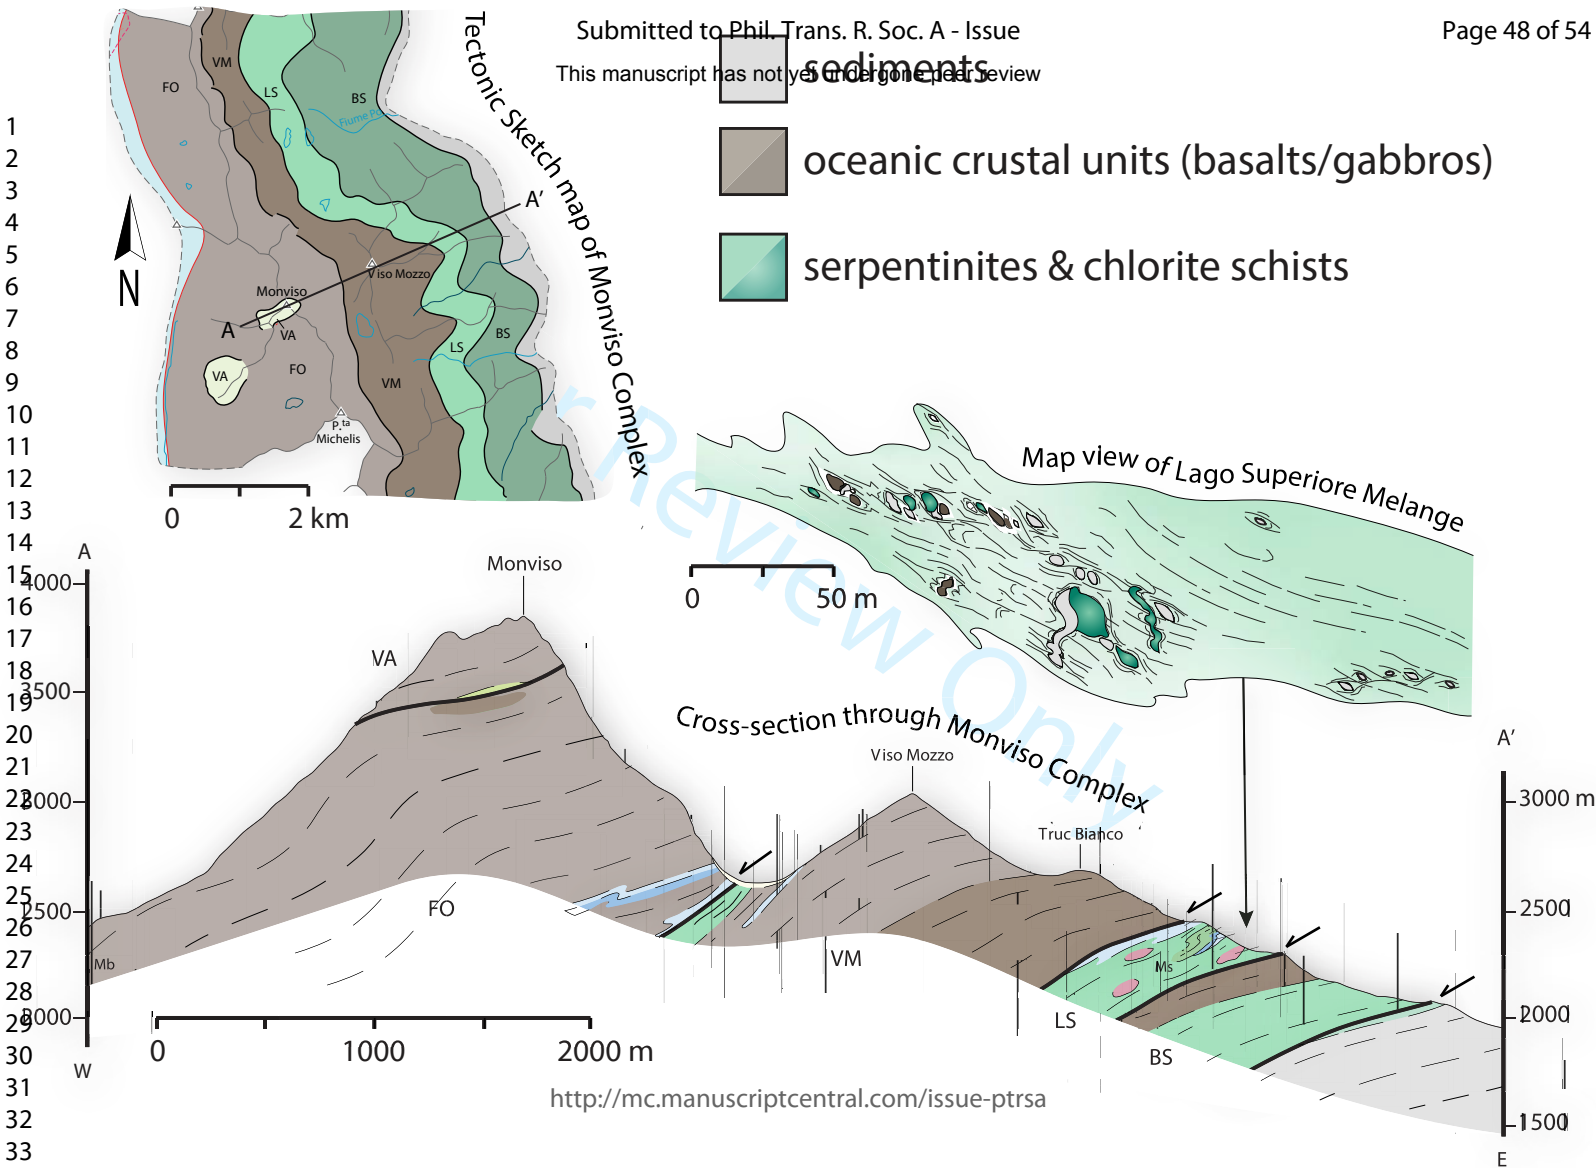 Submitted to Phil. Trans. R. Soc. A - Issue
Page 48 of 54
This manuscript has not yet undergone peer review
sediments
oceanic crustal units (basalts/gabbros)
serpentinites & chlorite schists
Tectonic Sketch map of Monviso Complex
FO
VM
LS
BS
Fiume Po
A'
Viso Mozzo
Monviso
A
VA
VA
FO
VM
LS
BS
P.ta
Michelis
N
0
2 km
Map view of Lago Superiore Melange
0
50 m
Cross-section through Monviso Complex
A
4000
3500
3000
2500
2000
W
Monviso
VA
FO
Mb
Viso Mozzo
Truc Bianco
VM
Ms
LS
BS
A'
3000 m
2500
2000
1500
E
0
1000
2000 m
For Review Only
http://mc.manuscriptcentral.com/issue-ptrsa
1
2
3
4
5
6
7
8
9
10
11
12
13
14
15
16
17
18
19
20
21
22
23
24
25
26
27
28
29
30
31
32
33